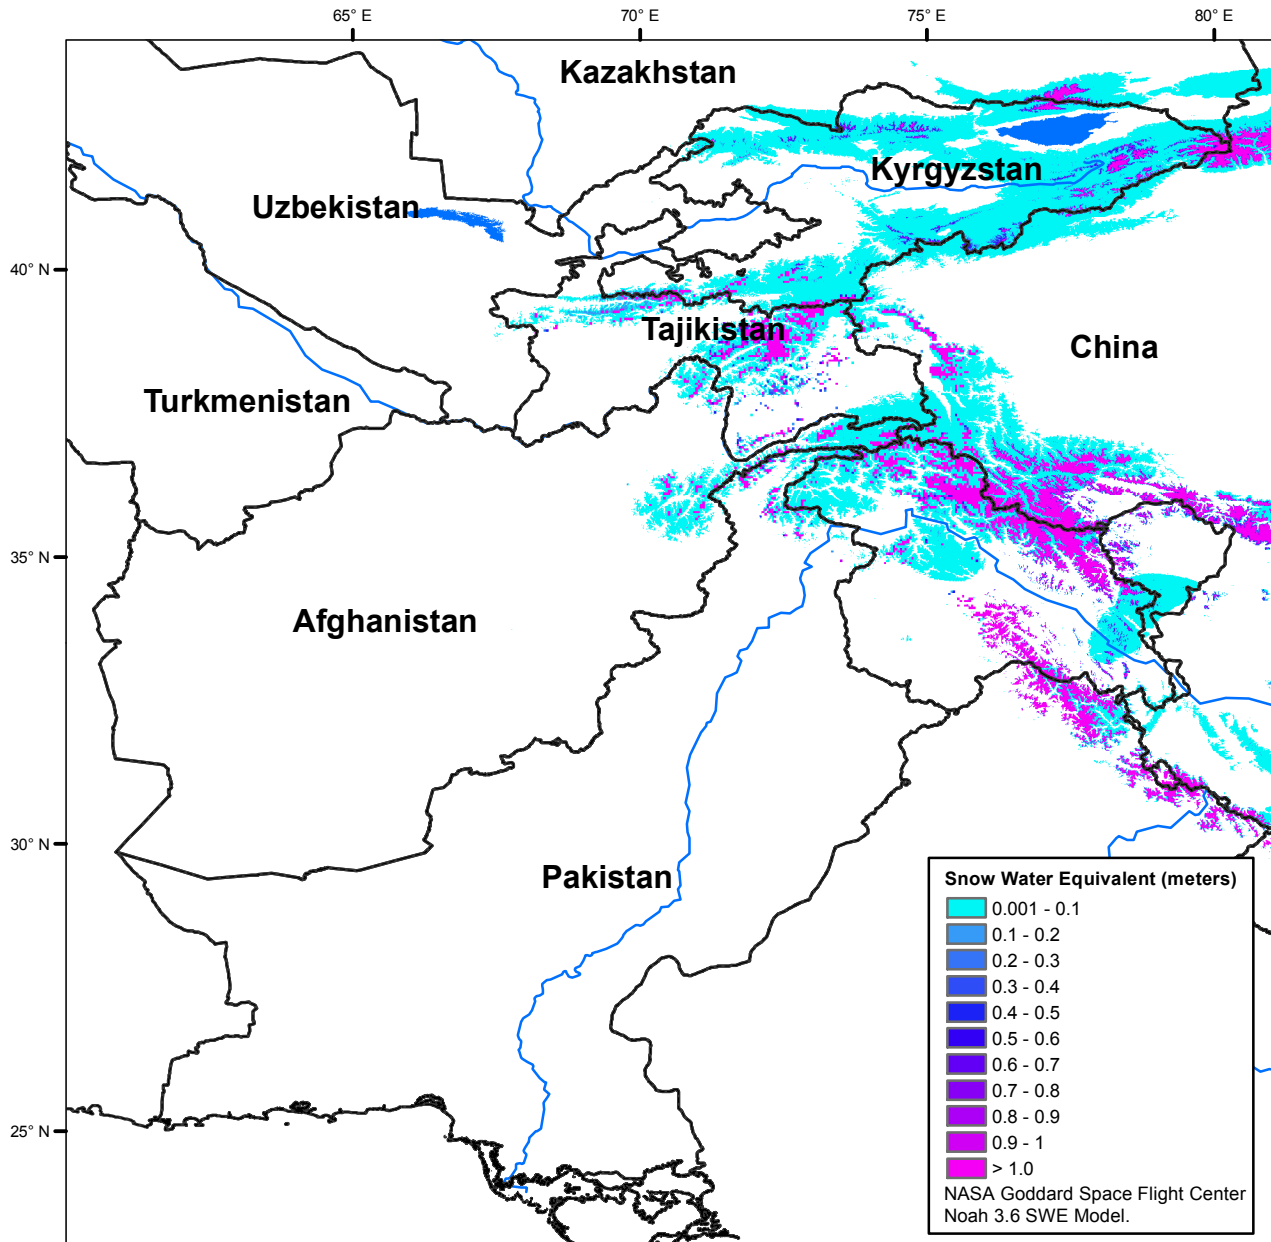 65° E
70° E
75° E
80° E
Kazakhstan
Kyrgyzstan
Uzbekistan
40° N
Tajikistan
China
Turkmenistan
35° N
Afghanistan
30° N
Pakistan
Snow Water Equivalent (meters)
0.001 - 0.1
0.1 - 0.2
0.2 - 0.3
0.3 - 0.4
0.4 - 0.5
0.5 - 0.6
0.6 - 0.7
0.7 - 0.8
0.8 - 0.9
0.9 - 1
> 1.0
NASA Goddard Space Flight Center
Noah 3.6 SWE Model.
25° N